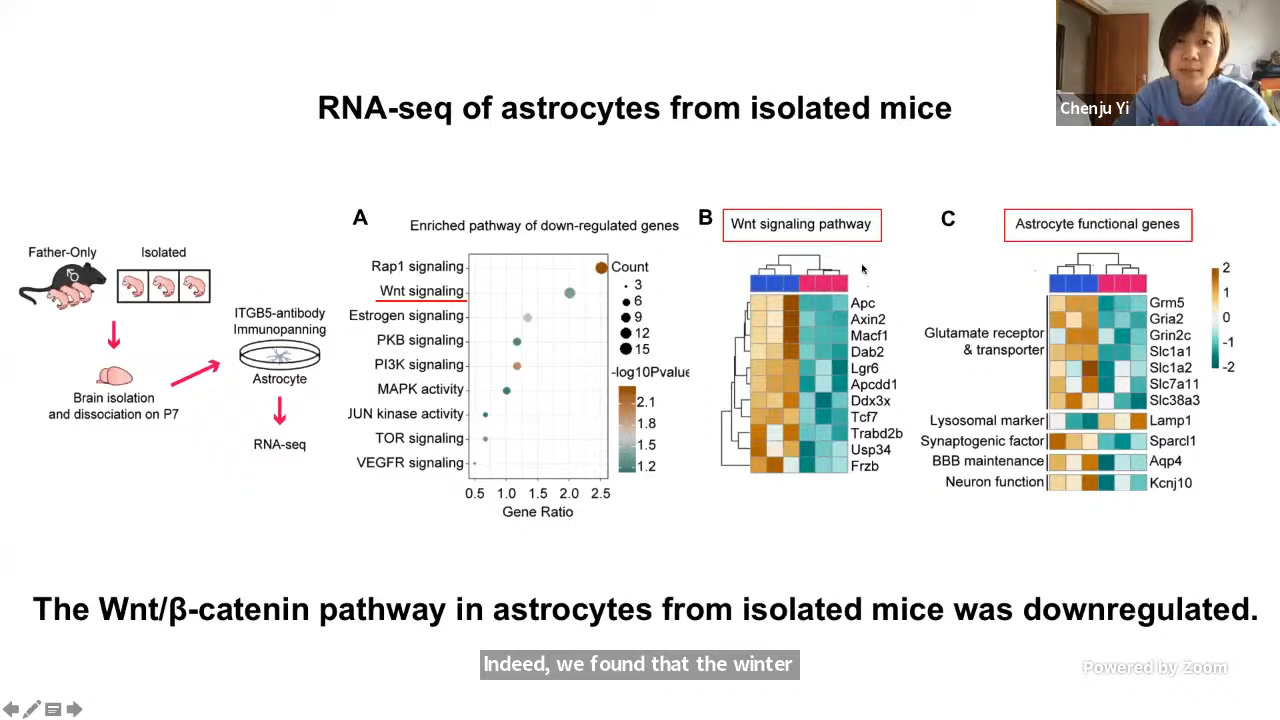 Chenju Yi
RNA-seq of astrocytes from isolated mice
Father-Only
Isolated
Brain isolation
and dissociation on P7
ITGB5-antibody
Immunopanning
Astrocyte
RNA-seq
A
Enriched pathway of down-regulated genes
Rap1 signaling
Wnt signaling
Estrogen signaling
PKB signaling
PI3K signaling
MAPK activity
JUN kinase activity
TOR signaling
VEGFR signaling
0.5 1.0 1.5 2.0 2.5
Gene Ratio
Count
3
6
9
12
15
-log10Pvalue
2.1
1.8
1.5
1.2
B
Wnt signaling pathway
Apc
Axin2
Macf1
Dab2
Lgr6
Apcdd1
Ddx3x
Tcf7
Trabd2b
Usp34
Frzb
C
Astrocyte functional genes
Glutamate receptor
& transporter
Lysosomal marker
Synaptogenic factor
BBB maintenance
Neuron function
Grm5
Gria2
Grin2c
Slc1a1
Slc1a2
Slc7a11
Slc38a3
Lamp1
Sparcl1
Aqp4
Kcnj10
2
1
0
-1
-2
The Wnt/β-catenin pathway in astrocytes from isolated mice was downregulated.
Indeed, we found that the winter
Powered by Zoom